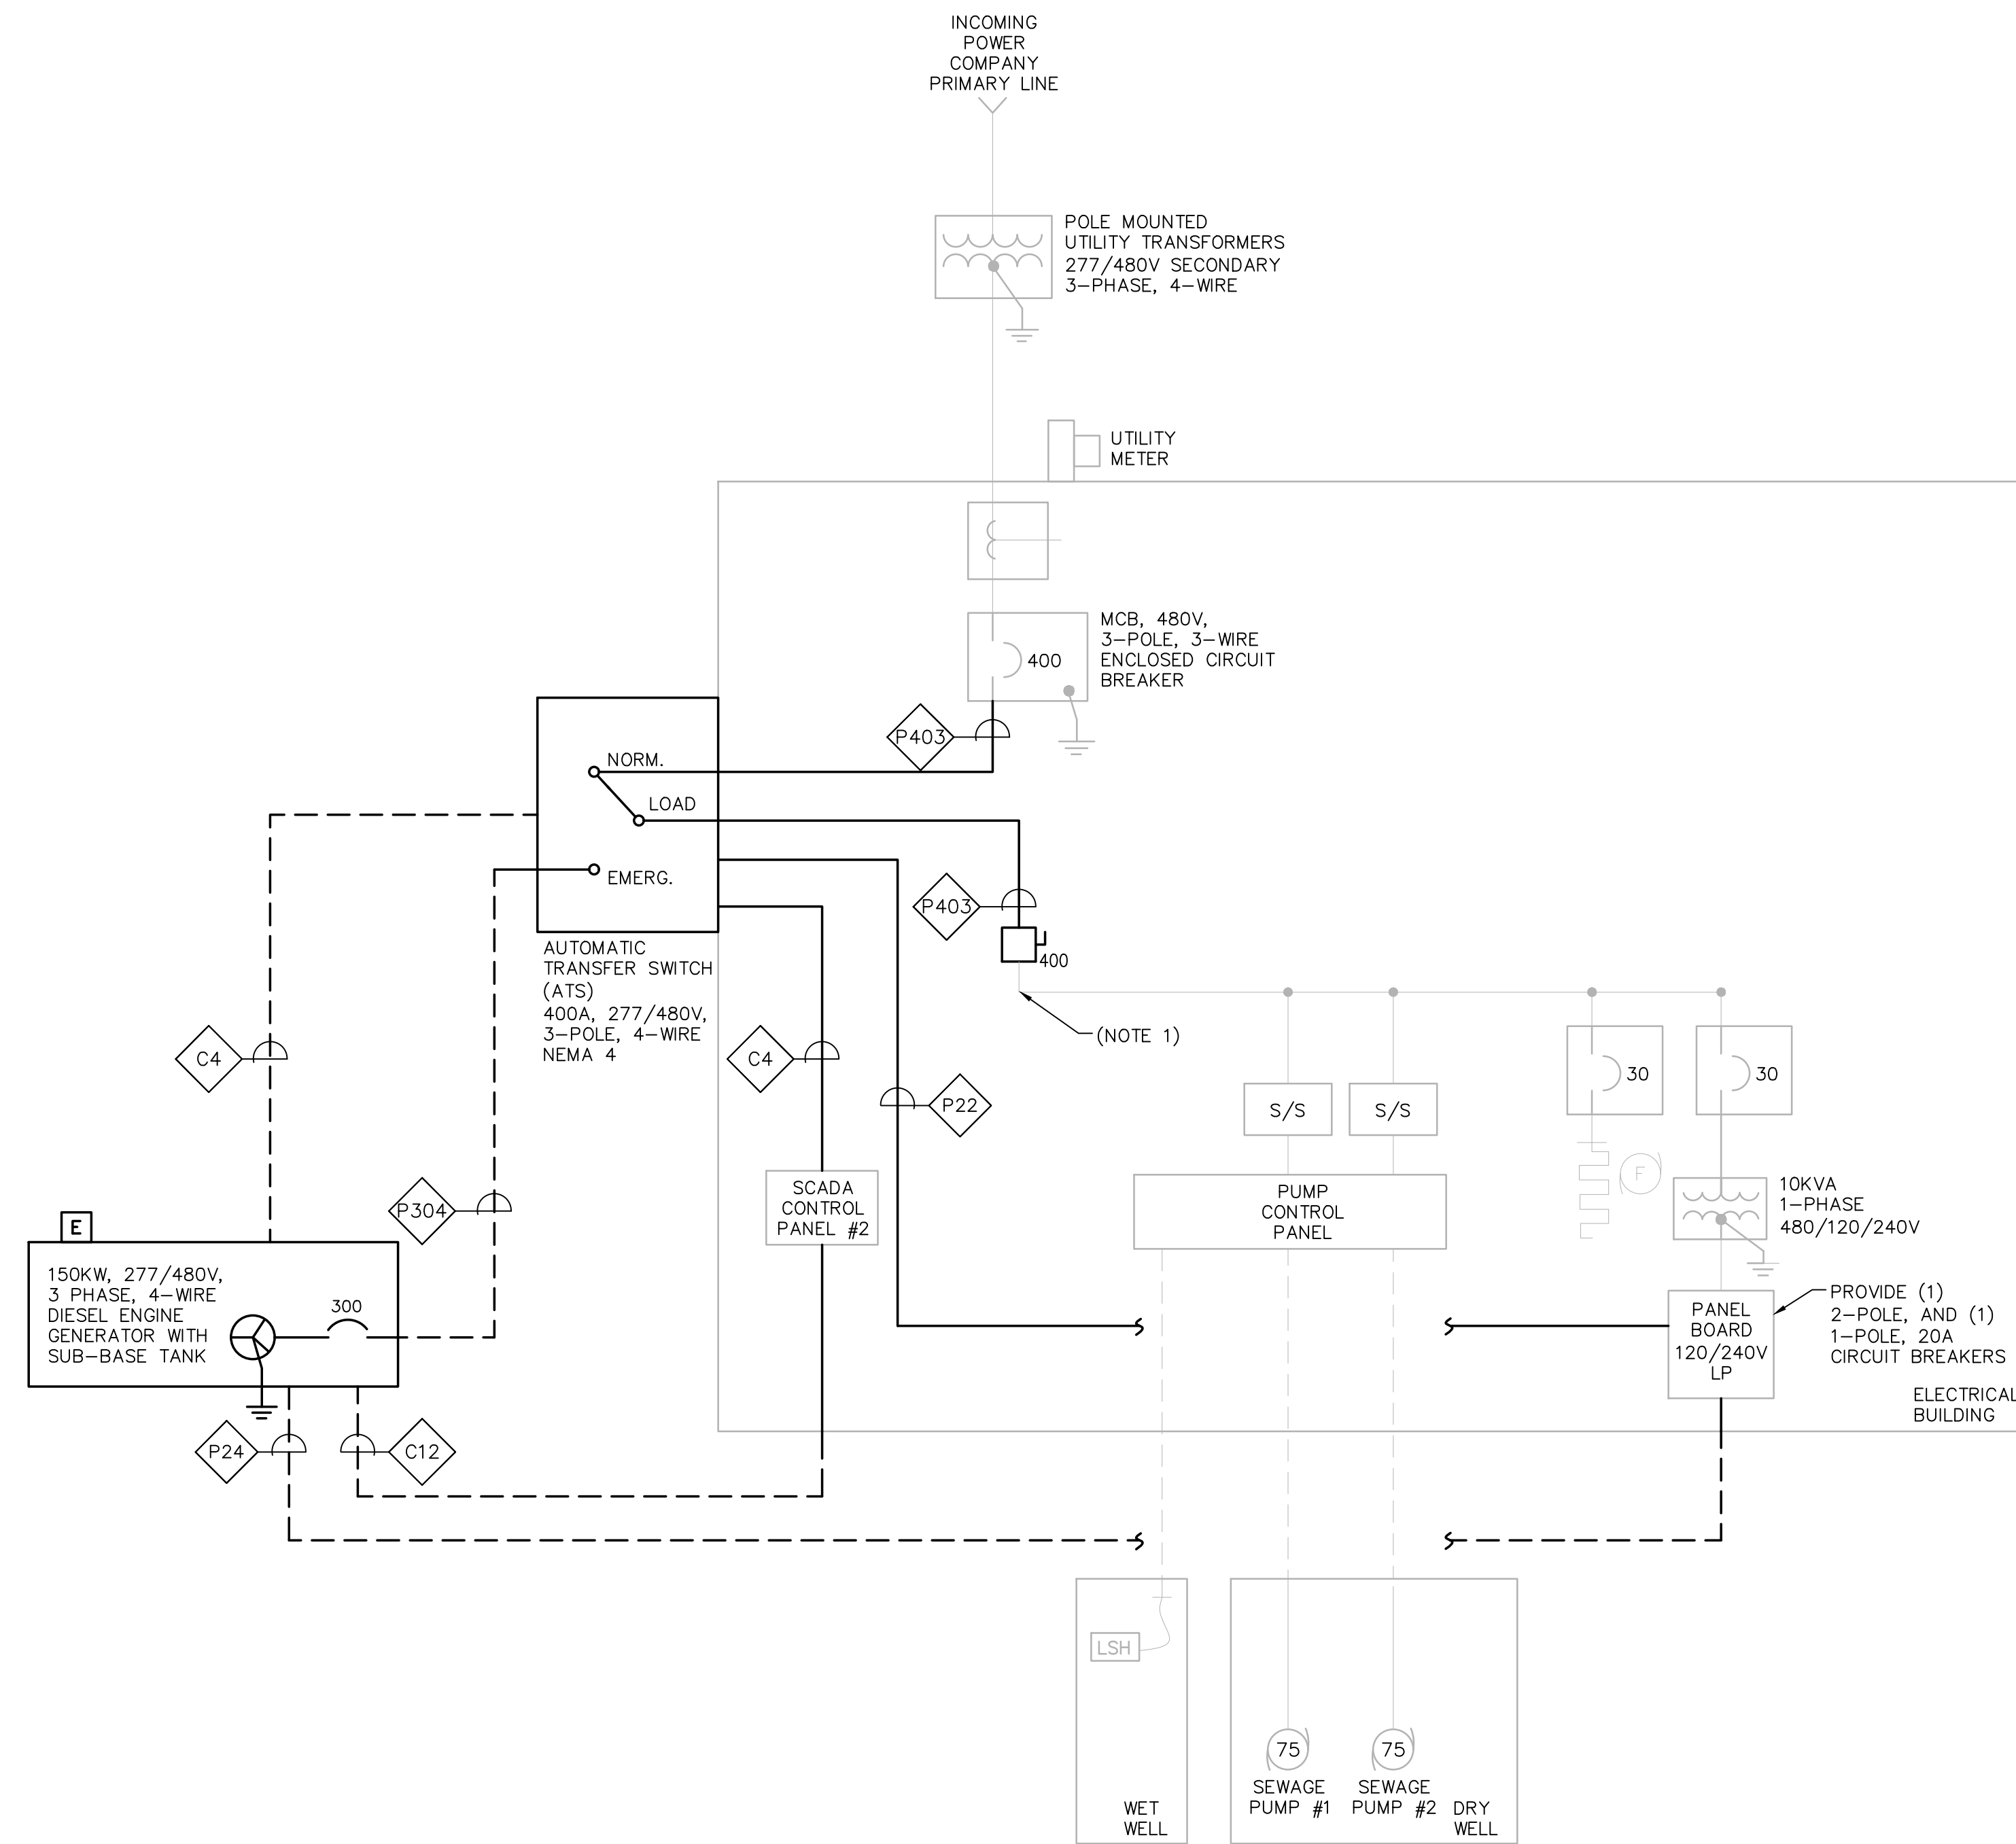 INCOMING
POWER
COMPANY
PRIMARY LINE
POLE MOUNTED
UTILITY TRANSFORMERS
277/480V SECONDARY
3-PHASE, 4-WIRE
UTILITY
METER
MCB, 480V,
3-POLE, 3-WIRE
ENCLOSED CIRCUIT
BREAKER
400
P403
NORM.
LOAD
EMERG.
P403
400
AUTOMATIC
TRANSFER SWITCH
(ATS)
400A, 277/480V,
3-POLE, 4-WIRE
NEMA 4
(NOTE 1)
C4
C4
P22
S/S
S/S
30
30
F
P304
SCADA
CONTROL
PANEL #2
PUMP
CONTROL
PANEL
10KVA
1-PHASE
480/120/240V
E
150KW, 277/480V,
3 PHASE, 4-WIRE
DIESEL ENGINE
GENERATOR WITH
SUB-BASE TANK
300
PANEL
BOARD
120/240V
LP
PROVIDE (1)
2-POLE, AND (1)
1-POLE, 20A
CIRCUIT BREAKERS
ELECTRICAL
BUILDING
P24
C12
LSH
75
75
SEWAGE
PUMP #1
SEWAGE
PUMP #2
WET
WELL
DRY
WELL